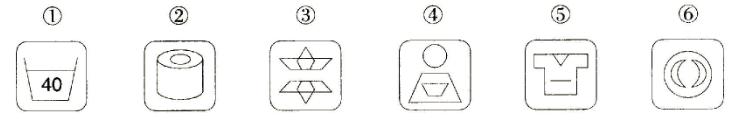 ① ② ③ ④ ⑤ ⑥
40